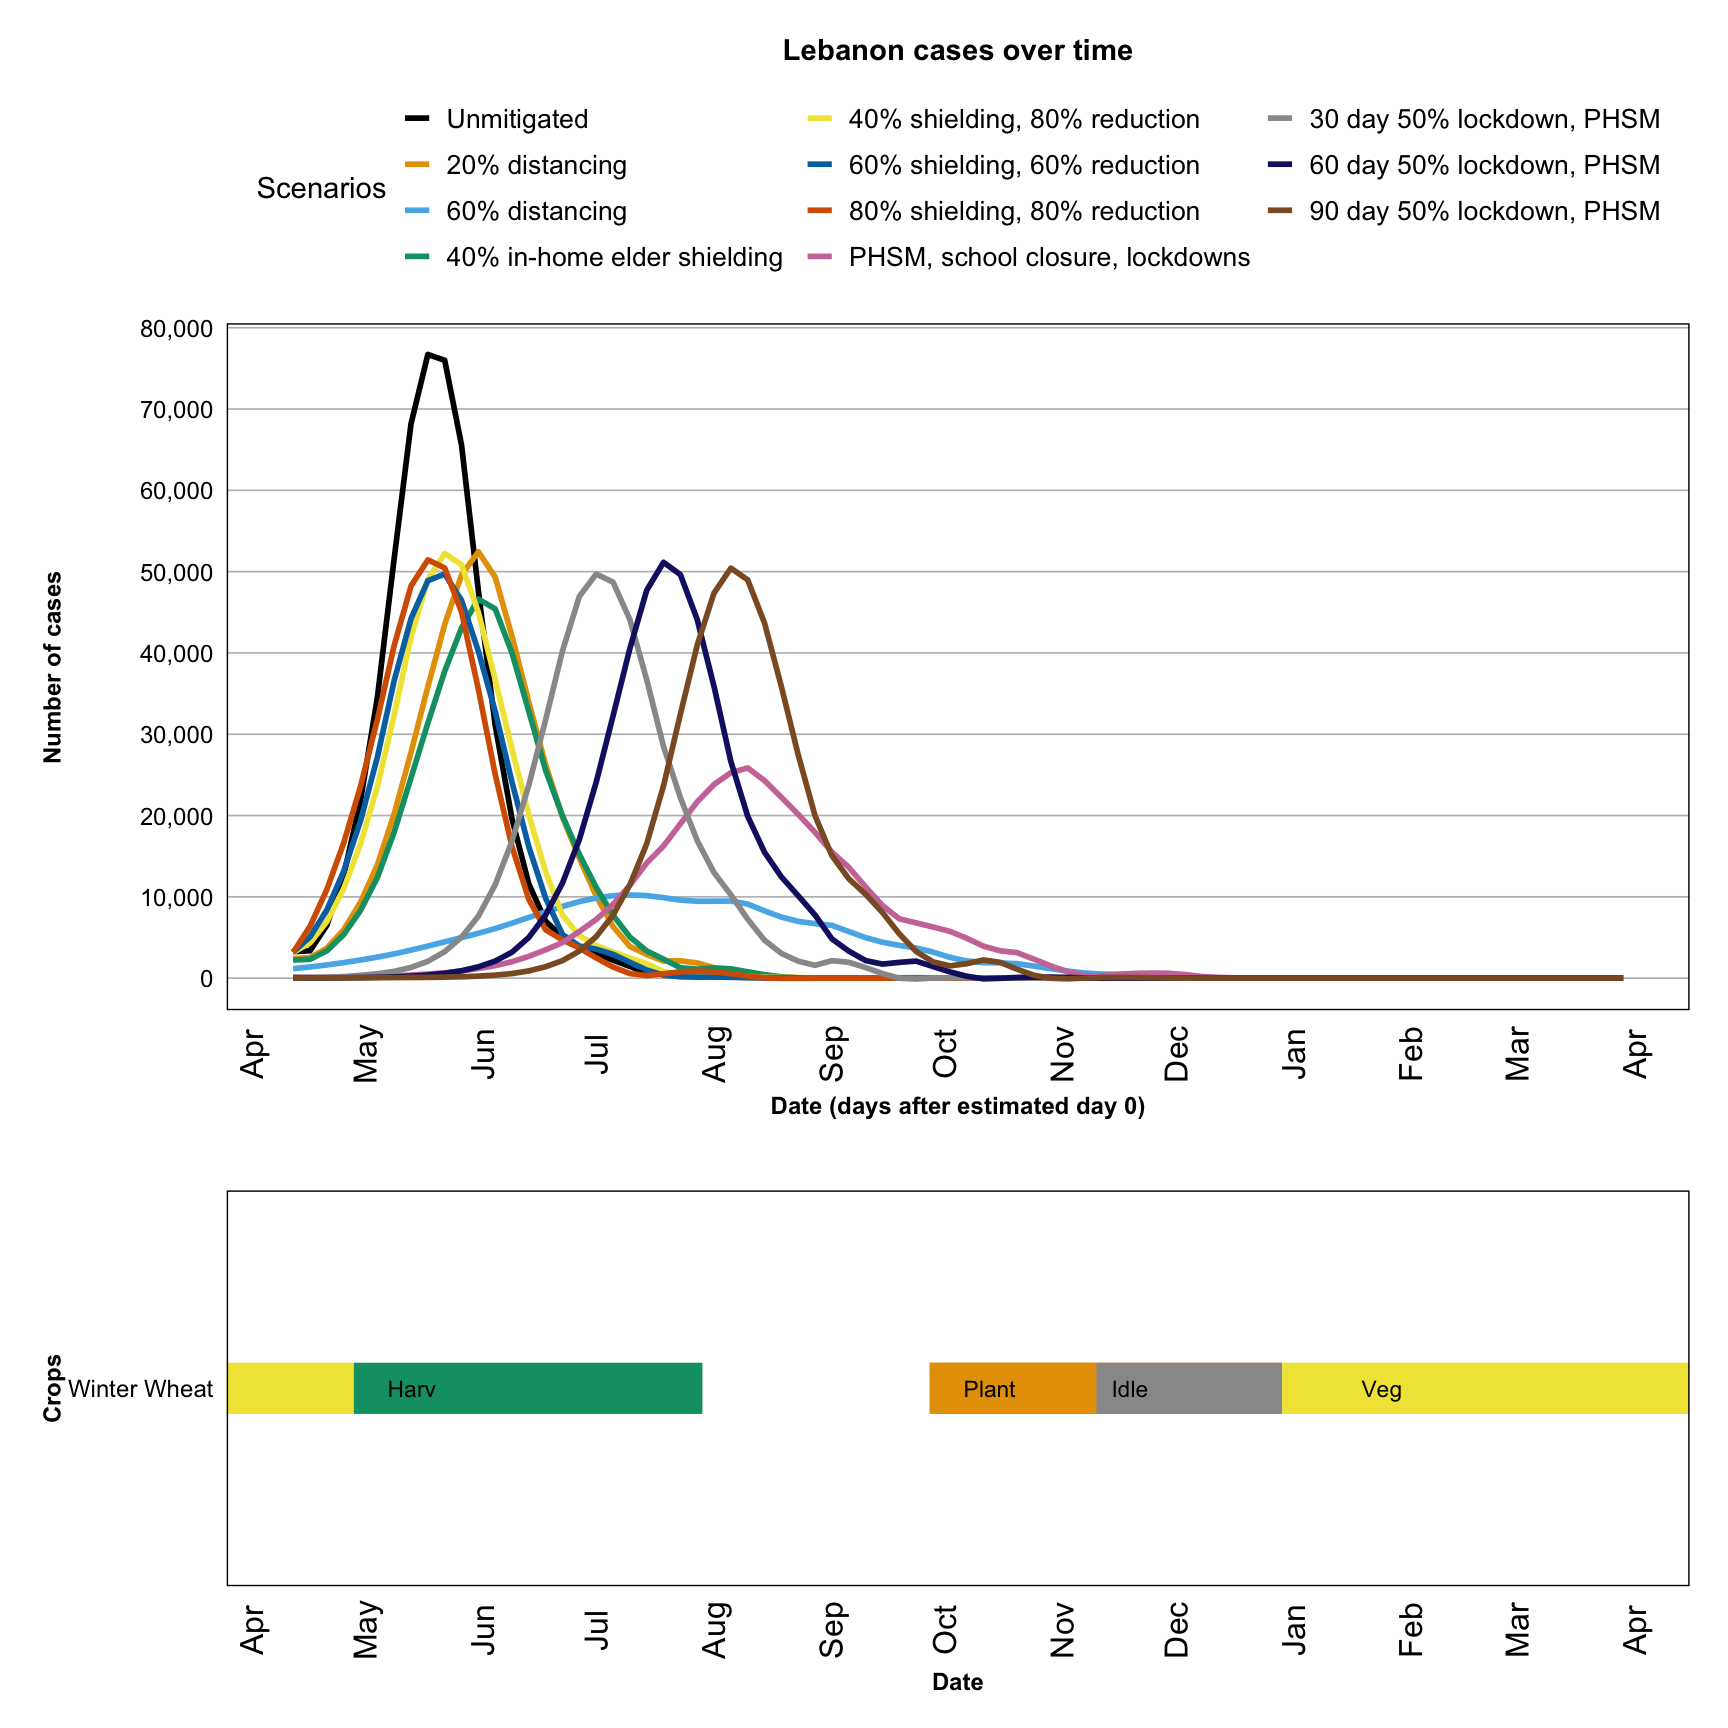 Lebanon cases over time
Scenarios
Unmitigated
20% distancing
60% distancing
40% in-home elder shielding
40% shielding, 80% reduction
60% shielding, 60% reduction
80% shielding, 80% reduction
PHSM, school closure, lockdowns
30 day 50% lockdown, PHSM
60 day 50% lockdown, PHSM
90 day 50% lockdown, PHSM
Number of cases
80,000
70,000
60,000
50,000
40,000
30,000
20,000
10,000
0
Apr May Jun Jul Aug Sep Oct Nov Dec Jan Feb Mar Apr
Date (days after estimated day 0)
Crops
Winter Wheat Harv Plant Idle Veg
Apr May Jun Jul Aug Sep Oct Nov Dec Jan Feb Mar Apr
Date